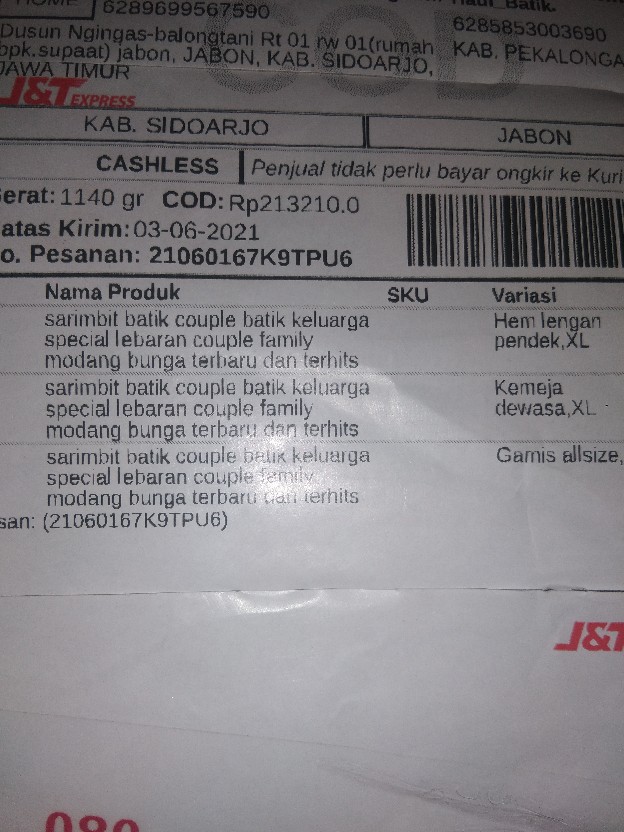 HOME 6289699567590
Batik.
6285853003690
Dusun Ngingas-balongtani Rt 01 rw 01(rumah
bpk.supaat) jabon, JABON, KAB. SIDOARJO,
JAWA TIMUR
KAB. PEKALONGA
COD
J&T EXPRESS
KAB. SIDOARJO JABON
CASHLESS Penjual tidak perlu bayar ongkir ke Kuri
erat: 1140 gr COD: Rp213210.0
atas Kirim: 03-06-2021
o. Pesanan: 21060167K9TPU6
Nama Produk SKU Variasi
sarimbit batik couple batik keluarga Hem lengan
special lebaran couple family pendek,XL
modang bunga terbaru dan terhits
sarimbit batik couple batik keluarga Kemeja
special lebaran couple family dewasa,XL
modang bunga terbaru dan terhits
sarimbit batik couple batik keluarga Gamis allsize,
special lebaran couple family
modang bunga terbaru dan terhits
san: (21060167K9TPU6)
J&T
080